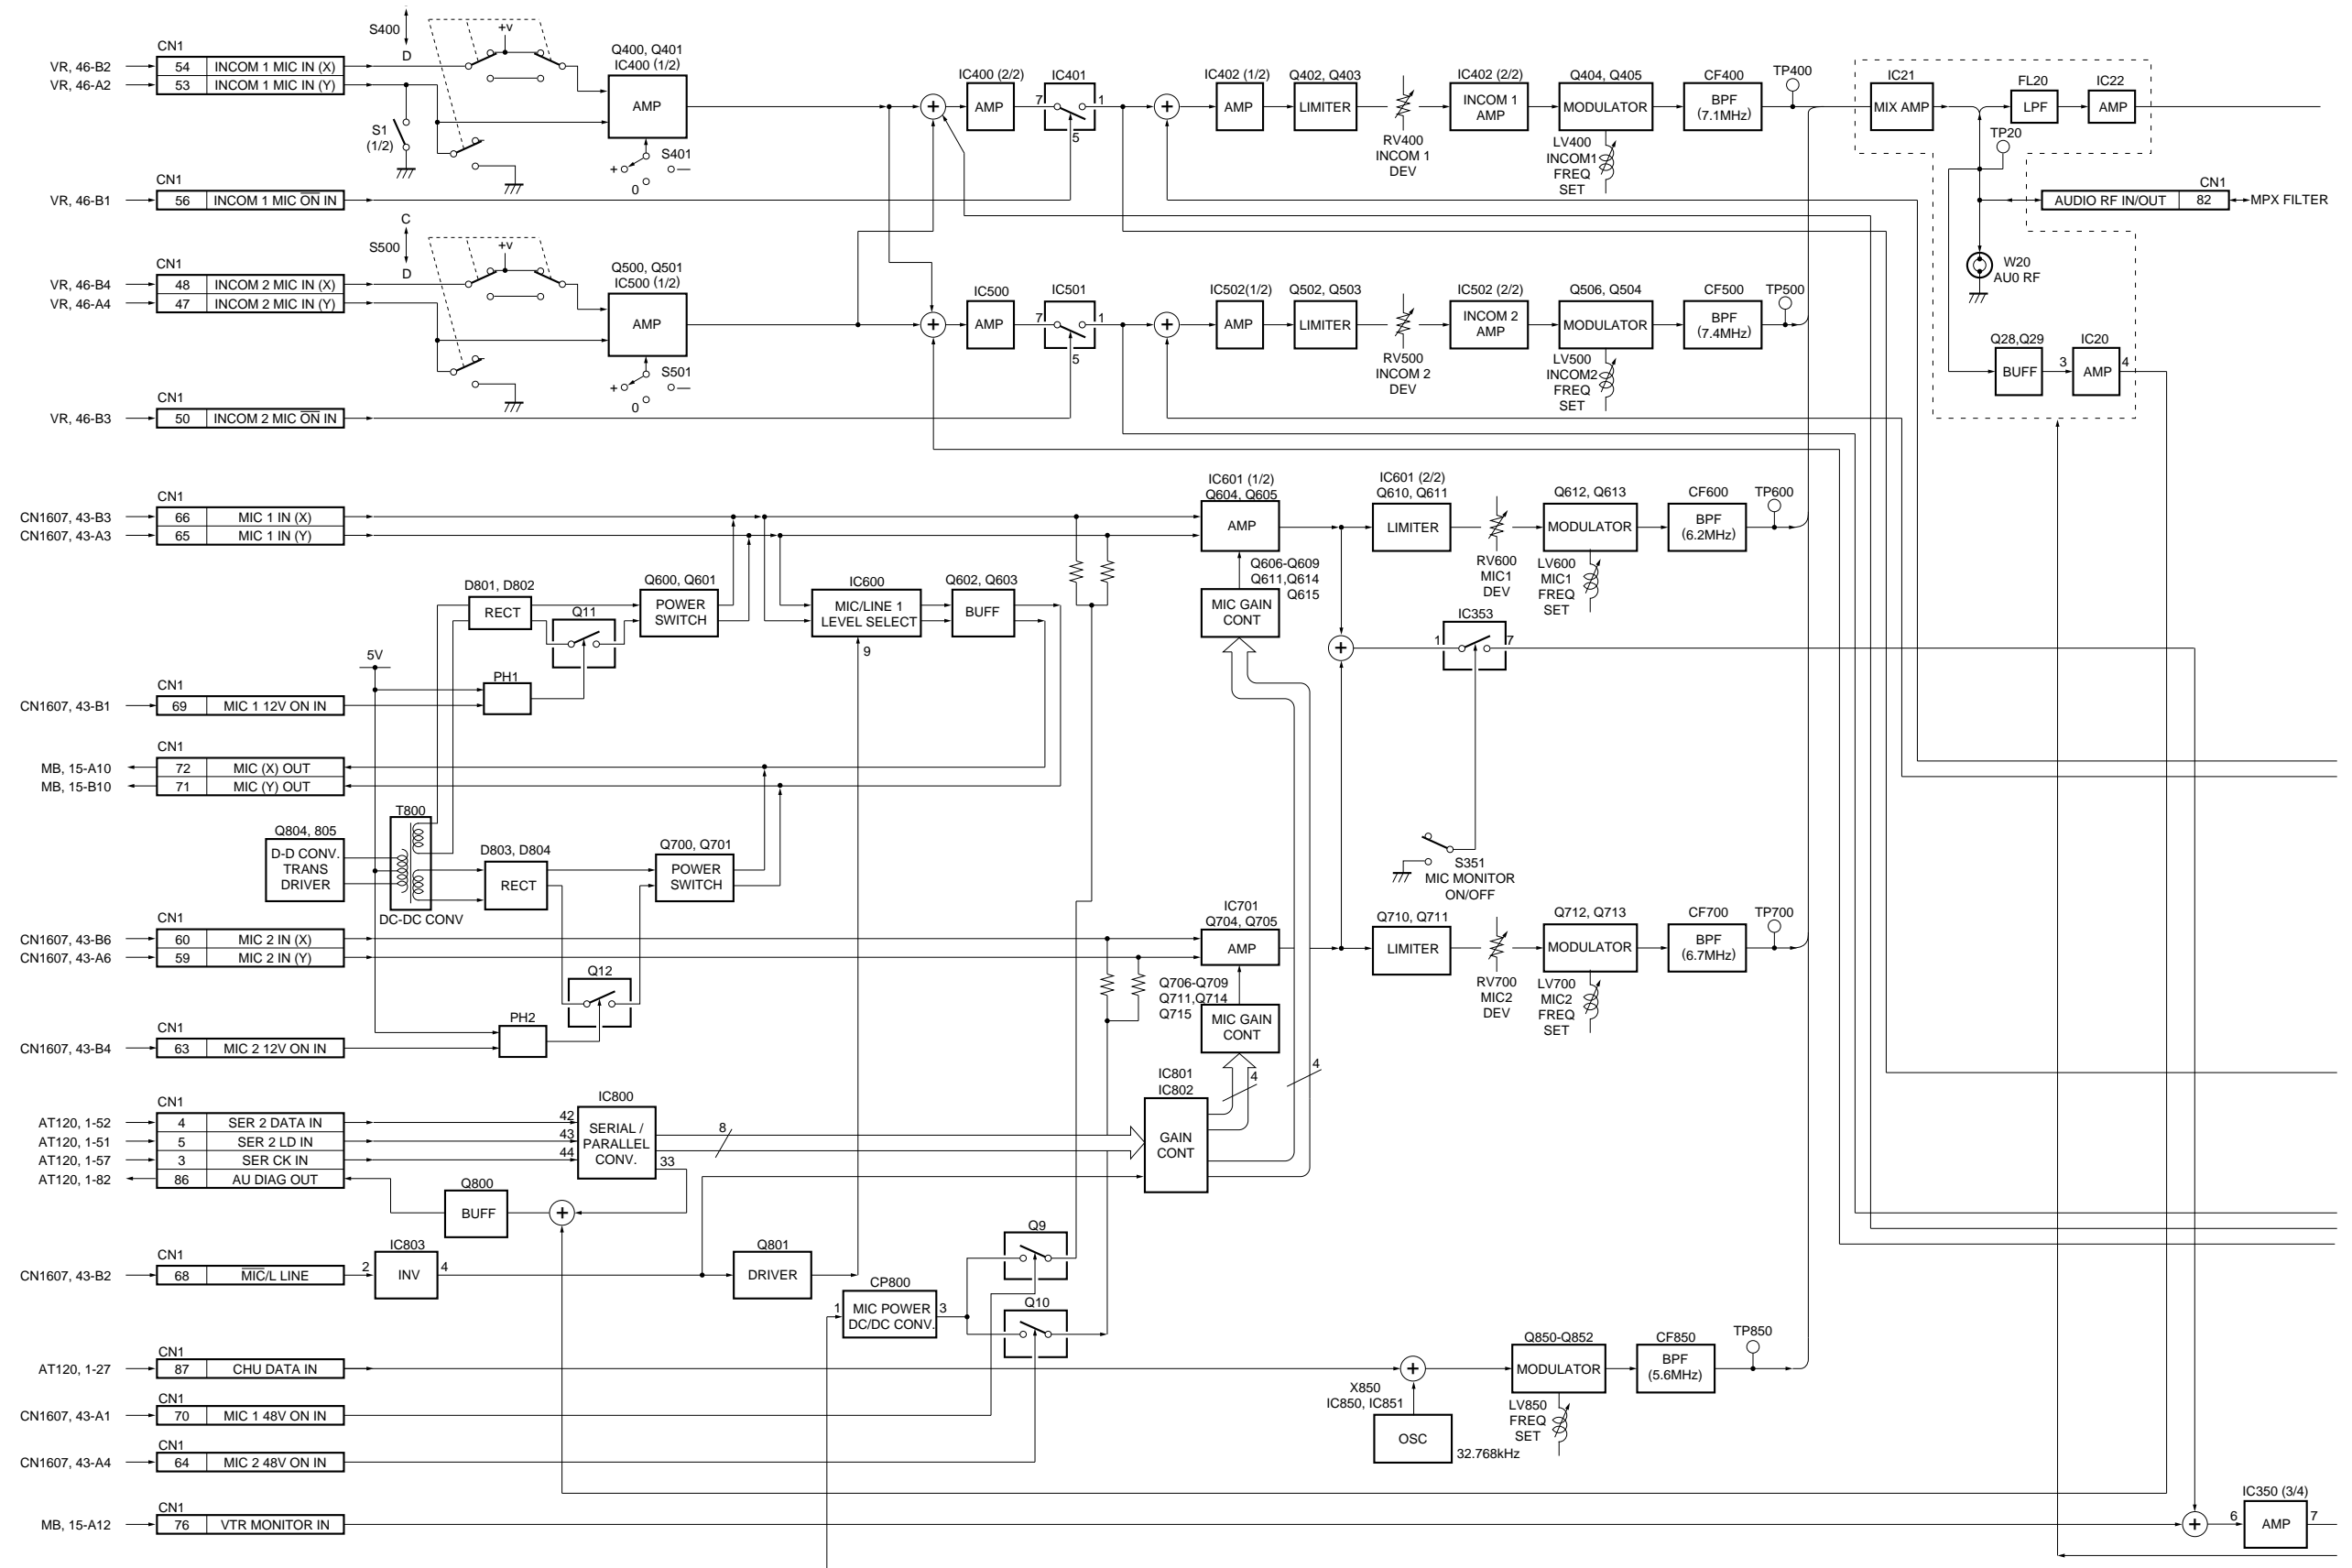 S400
D
+v
CN1
VR, 46-B2
54
INCOM 1 MIC IN (X)
VR, 46-A2
53
INCOM 1 MIC IN (Y)
S1
(1/2)
Q400, Q401
IC400 (1/2)
AMP
S401
+
0
—
IC400 (2/2)
AMP
IC401
7
1
5
IC402 (1/2)
AMP
Q402, Q403
LIMITER
RV400
INCOM 1
DEV
IC402 (2/2)
INCOM 1
AMP
Q404, Q405
MODULATOR
LV400
INCOM1
FREQ
SET
CF400
BPF
(7.1MHz)
TP400
IC21
MIX AMP
FL20
LPF
IC22
AMP
TP20
CN1
AUDIO RF IN/OUT
82
MPX FILTER
W20
AU0 RF
Q28,Q29
BUFF
3
IC20
AMP
4
CN1
VR, 46-B1
56
INCOM 1 MIC ON IN
C
S500
D
+v
CN1
VR, 46-B4
48
INCOM 2 MIC IN (X)
VR, 46-A4
47
INCOM 2 MIC IN (Y)
Q500, Q501
IC500 (1/2)
AMP
S501
+
0
—
IC500
AMP
IC501
7
1
5
IC502(1/2)
AMP
Q502, Q503
LIMITER
RV500
INCOM 2
DEV
IC502 (2/2)
INCOM 2
AMP
Q506, Q504
MODULATOR
LV500
INCOM2
FREQ
SET
CF500
BPF
(7.4MHz)
TP500
CN1
VR, 46-B3
50
INCOM 2 MIC ON IN
CN1
CN1607, 43-B3
66
MIC 1 IN (X)
CN1607, 43-A3
65
MIC 1 IN (Y)
IC601 (1/2)
Q604, Q605
AMP
Q606-Q609
Q611,Q614
Q615
MIC GAIN
CONT
IC601 (2/2)
Q610, Q611
LIMITER
RV600
MIC1
DEV
Q612, Q613
MODULATOR
LV600
MIC1
FREQ
SET
CF600
BPF
(6.2MHz)
TP600
D801, D802
RECT
Q11
Q600, Q601
POWER
SWITCH
IC600
MIC/LINE 1
LEVEL SELECT
9
Q602, Q603
BUFF
IC353
1
7
5V
PH1
CN1
CN1607, 43-B1
69
MIC 1 12V ON IN
CN1
MB, 15-A10
72
MIC (X) OUT
MB, 15-B10
71
MIC (Y) OUT
Q804, 805
D-D CONV.
TRANS
DRIVER
T800
DC-DC CONV
D803, D804
RECT
Q700, Q701
POWER
SWITCH
S351
MIC MONITOR
ON/OFF
CN1
CN1607, 43-B6
60
MIC 2 IN (X)
CN1607, 43-A6
59
MIC 2 IN (Y)
IC701
Q704, Q705
AMP
Q706-Q709
Q711,Q714
Q715
MIC GAIN
CONT
Q710, Q711
LIMITER
RV700
MIC2
DEV
Q712, Q713
MODULATOR
LV700
MIC2
FREQ
SET
CF700
BPF
(6.7MHz)
TP700
Q12
PH2
CN1
CN1607, 43-B4
63
MIC 2 12V ON IN
CN1
AT120, 1-52
4
SER 2 DATA IN
AT120, 1-51
5
SER 2 LD IN
AT120, 1-57
3
SER CK IN
AT120, 1-82
86
AU DIAG OUT
IC800
42
43
44
SERIAL /
PARALLEL
CONV.
33
8
IC801
IC802
GAIN
CONT
4
4
Q800
BUFF
CN1
CN1607, 43-B2
68
MIC/L LINE
IC803
2
INV
4
Q801
DRIVER
CP800
1
MIC POWER
DC/DC CONV.
3
Q9
Q10
CN1
AT120, 1-27
87
CHU DATA IN
X850
IC850, IC851
OSC
32.768kHz
Q850-Q852
MODULATOR
LV850
FREQ
SET
CF850
BPF
(5.6MHz)
TP850
CN1
CN1607, 43-A1
70
MIC 1 48V ON IN
CN1
CN1607, 43-A4
64
MIC 2 48V ON IN
CN1
MB, 15-A12
76
VTR MONITOR IN
IC350 (3/4)
6
AMP
7